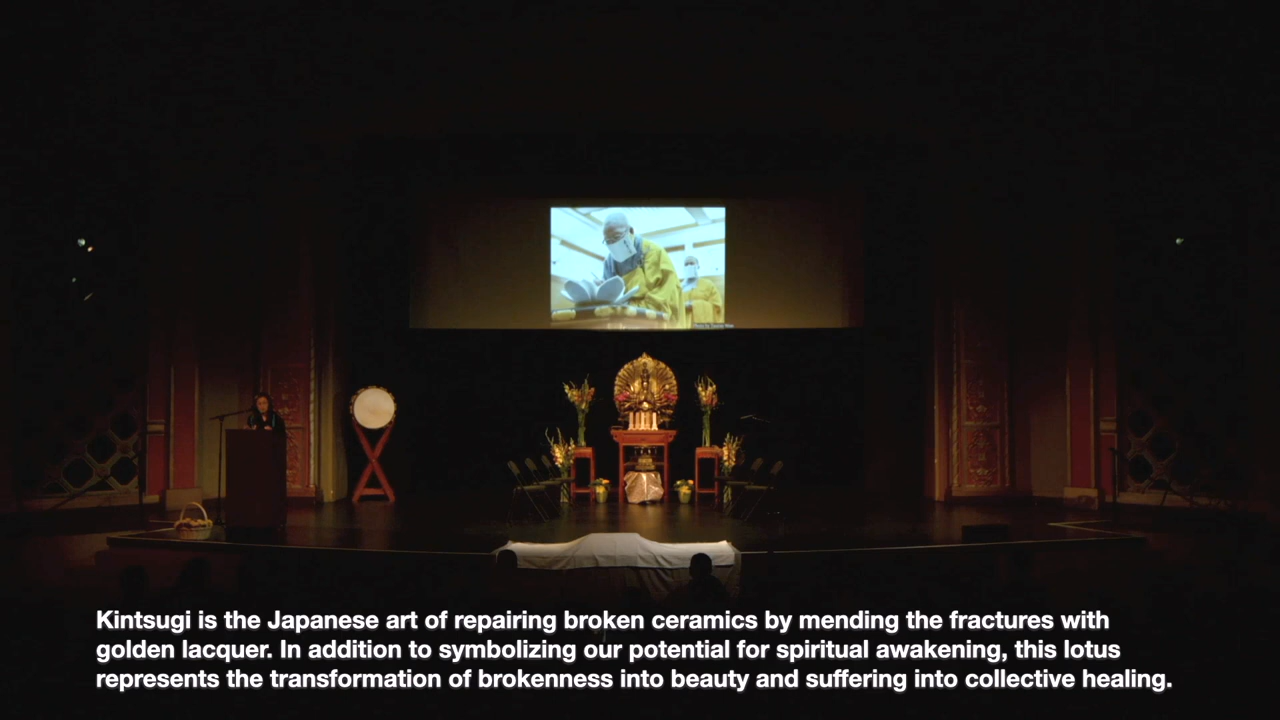 Kintsugi is the Japanese art of repairing broken ceramics by mending the fractures with
golden lacquer. In addition to symbolizing our potential for spiritual awakening, this lotus
represents the transformation of brokenness into beauty and suffering into collective healing.